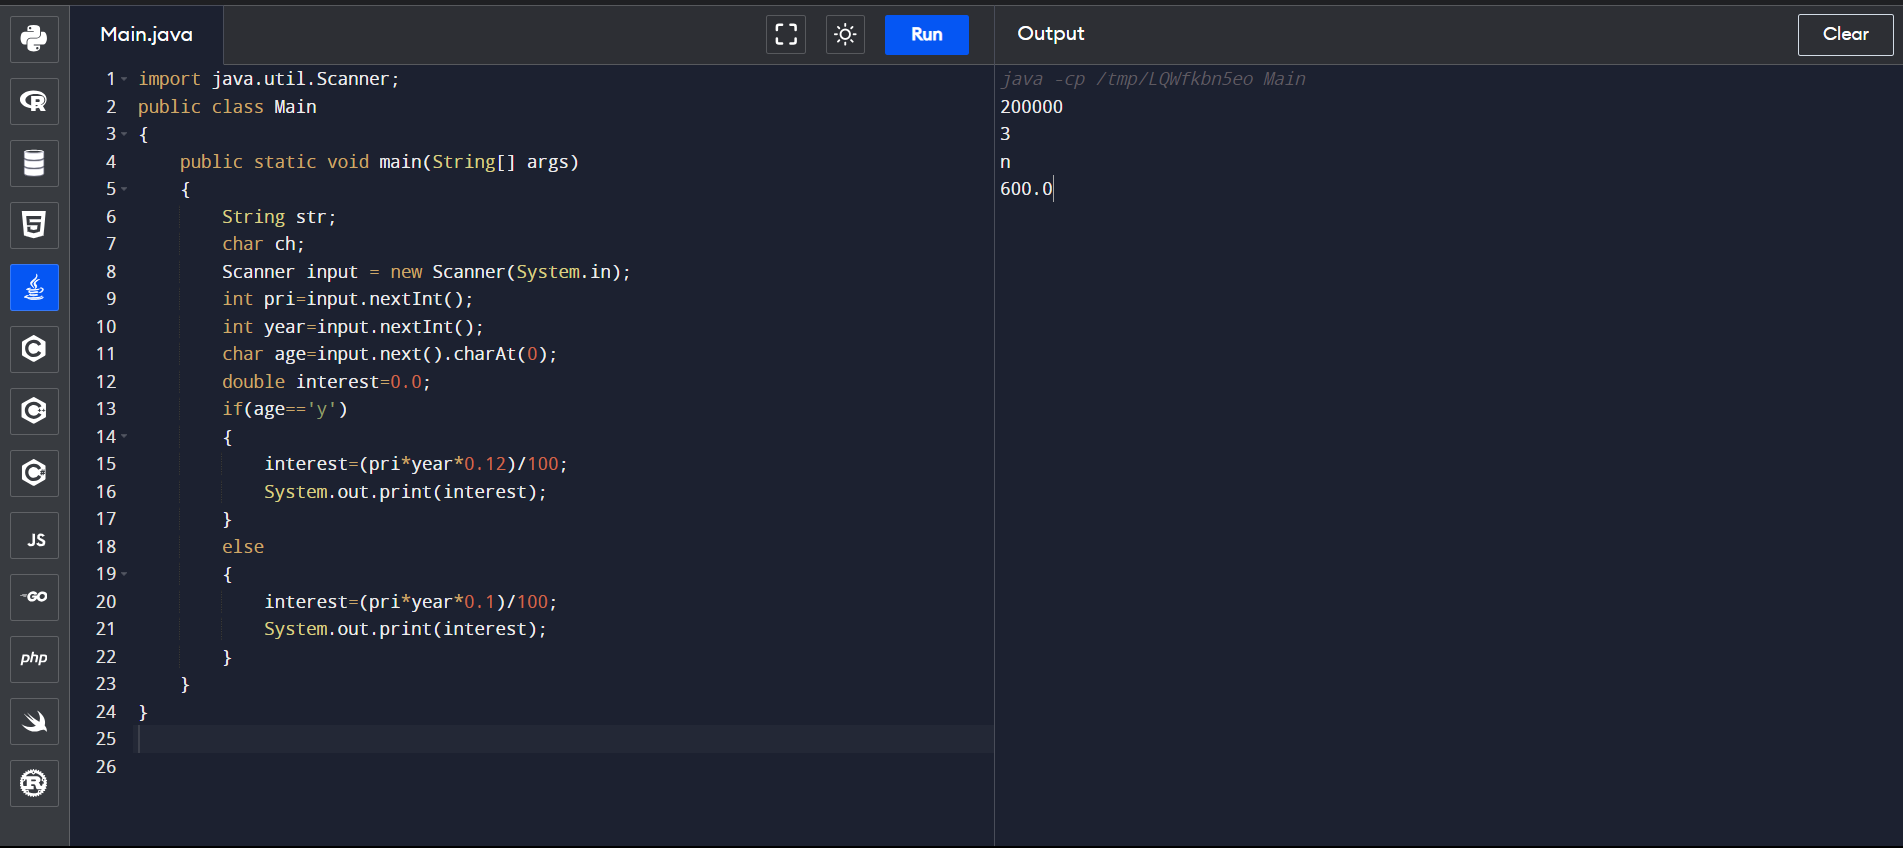 Main.java
Run
Output
Clear
1 import java.util.Scanner;
2 public class Main
3 {
4     public static void main(String[] args)
5     {
6         String str;
7         char ch;
8         Scanner input = new Scanner(System.in);
9         int pri=input.nextInt();
10         int year=input.nextInt();
11         char age=input.next().charAt(0);
12         double interest=0.0;
13         if(age=='y')
14         {
15             interest=(pri*year*0.12)/100;
16             System.out.print(interest);
17         }
18         else
19         {
20             interest=(pri*year*0.1)/100;
21             System.out.print(interest);
22         }
23     }
24 }
25
26
java -cp /tmp/LQWfkbn5eo Main
200000
3
n
600.0
R
5
C
C++
C#
JS
GO
php
R